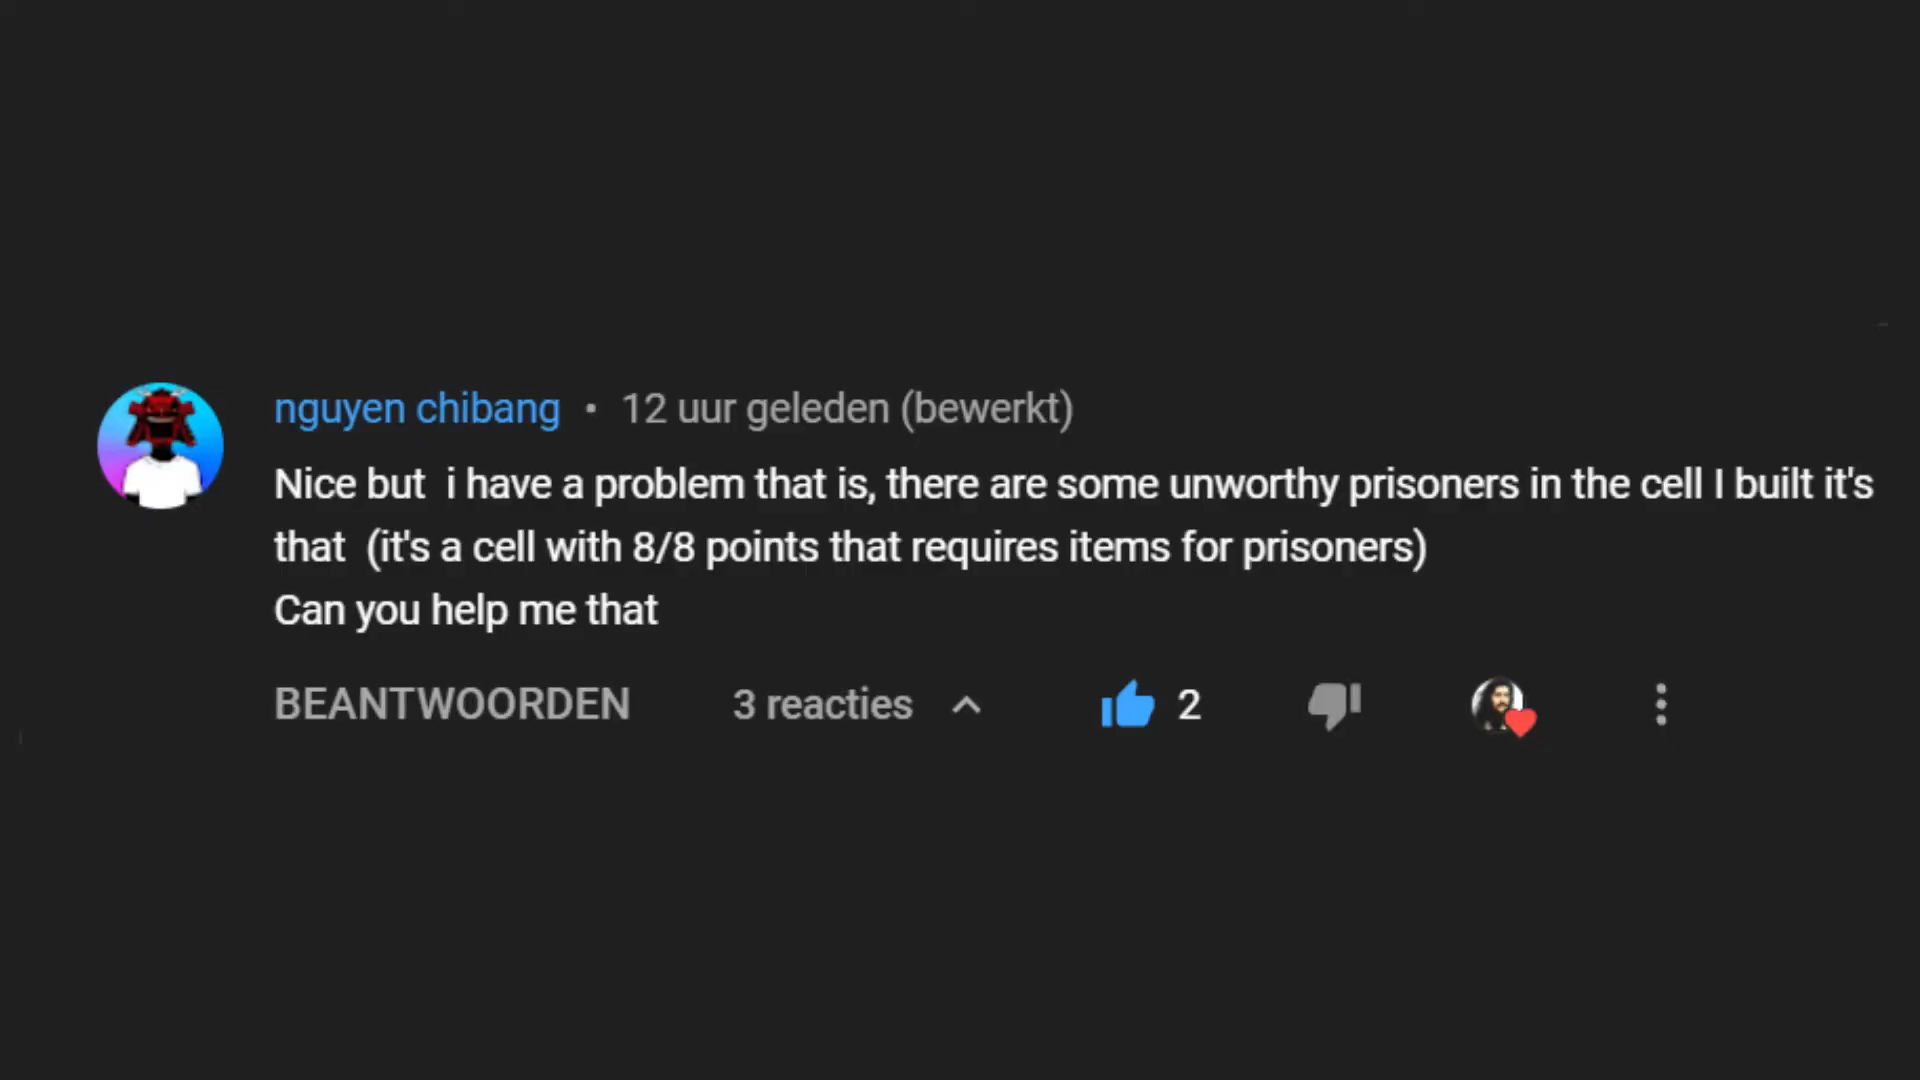 nguyen chibang • 12 uur geleden (bewerkt)
Nice but  i have a problem that is, there are some unworthy prisoners in the cell I built it's
that  (it's a cell with 8/8 points that requires items for prisoners)
Can you help me that
BEANTWOORDEN 3 reacties 2